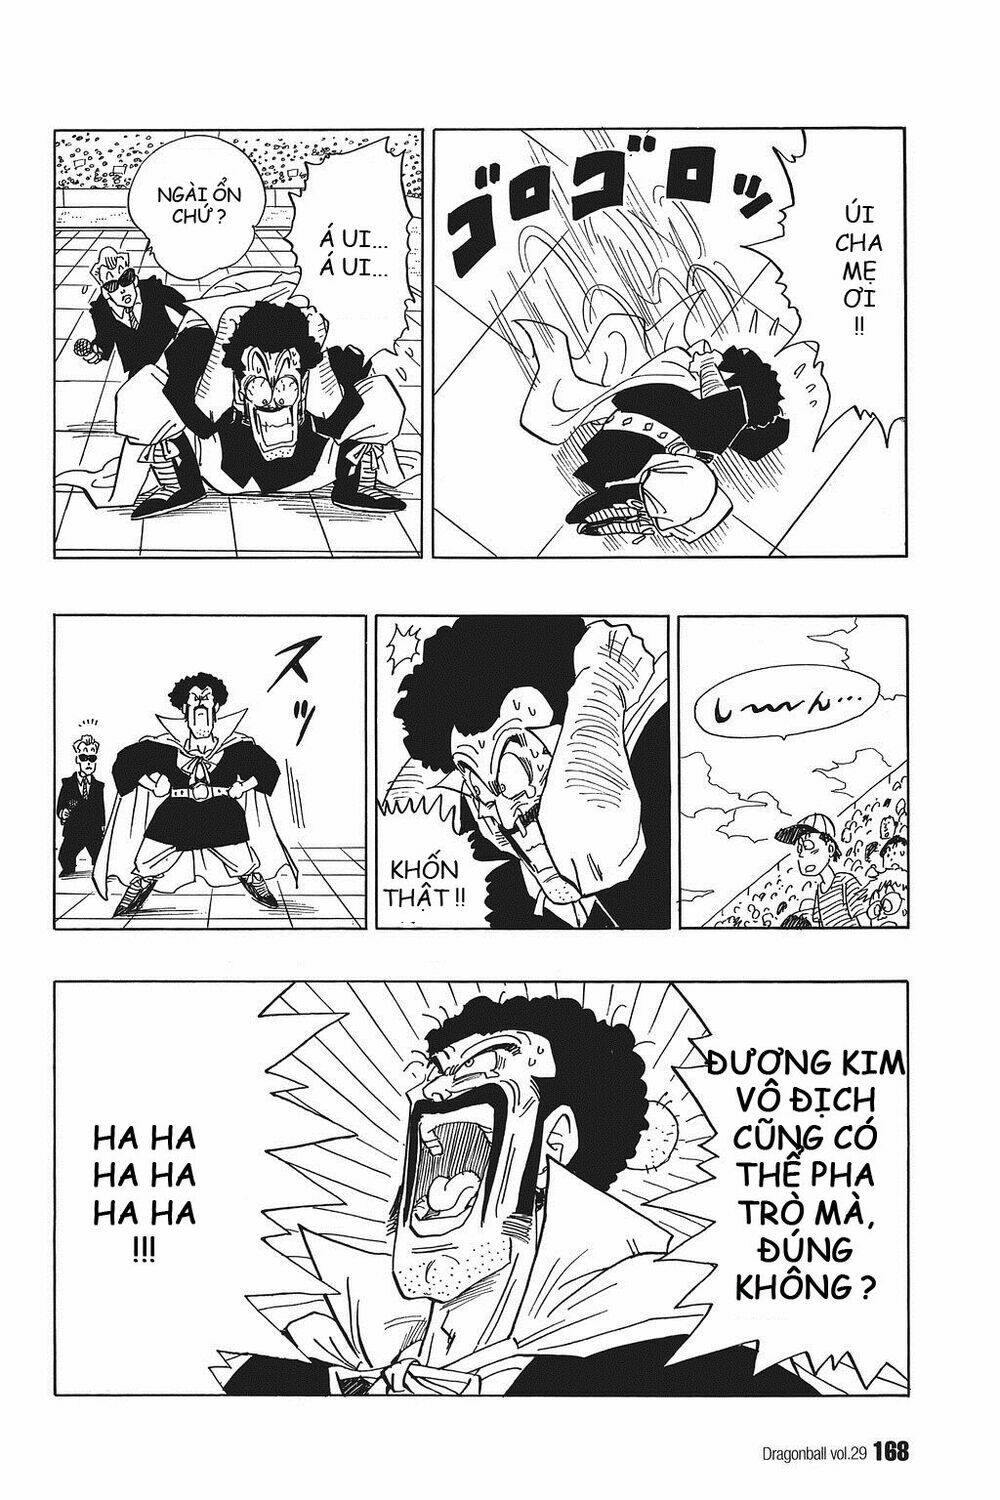 ゴロゴロッ
ÚI
CHA
MẸ
ƠI
!!
Á UI...
Á UI...
NGÀI ỔN
CHỨ ?
し〜〜ん...
KHỐN
THẬT !!
スッ
ĐƯƠNG KIM
VÔ ĐỊCH
CŨNG CÓ
THỂ PHA
TRÒ MÀ,
ĐÚNG
KHÔNG ?
HA HA
HA HA
HA HA
!!!
Dragonball vol.29 168